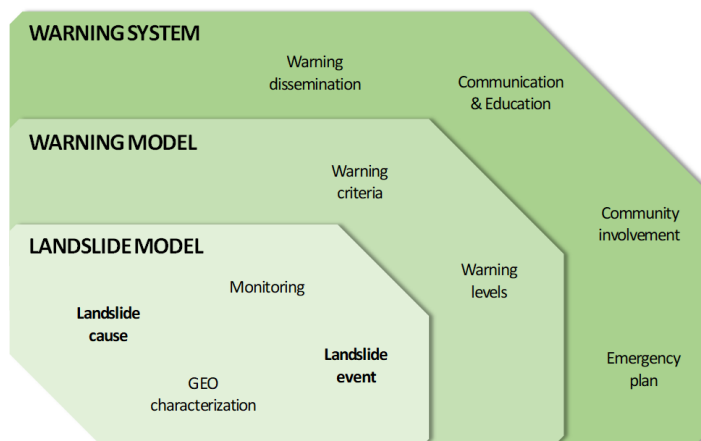 WARNING SYSTEM
Warning
dissemination
Communication
& Education
WARNING MODEL
Warning
criteria
Community
involvement
LANDSLIDE MODEL
Monitoring
Warning
levels
Landslide
cause
Landslide
event
Emergency
plan
GEO
characterization